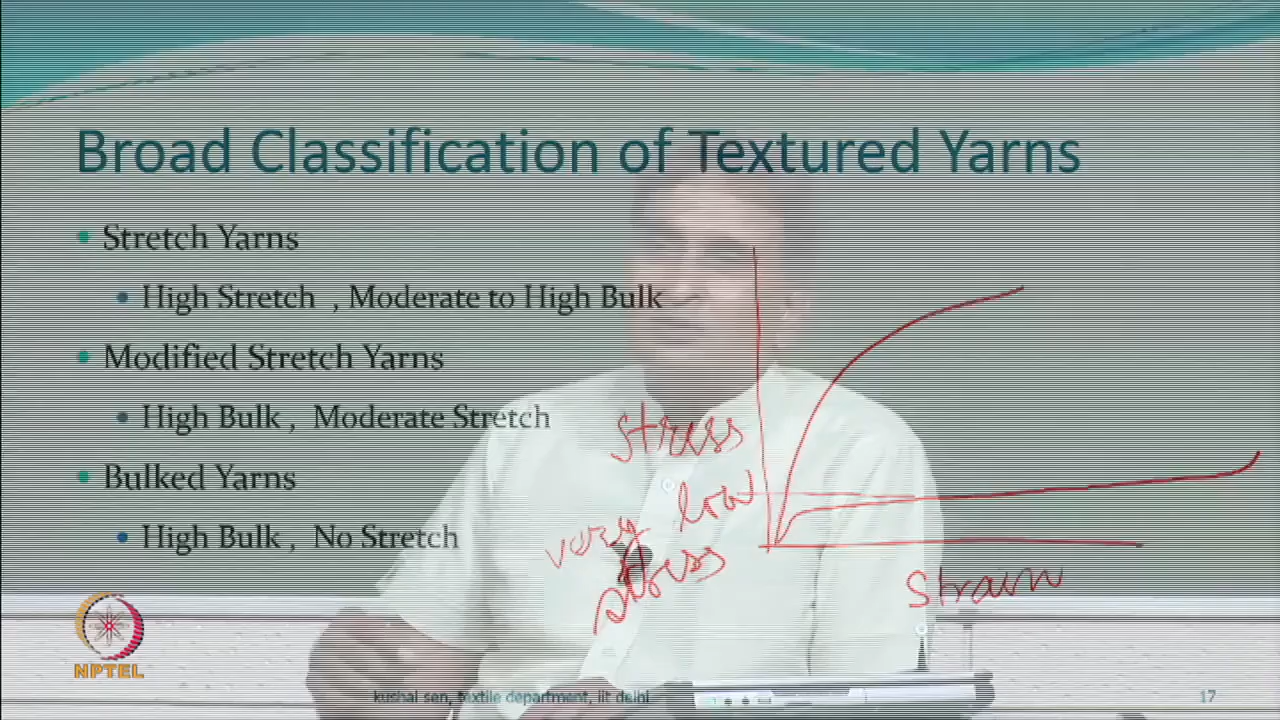 Broad Classification of Textured Yarns
• Stretch Yarns
• High Stretch , Moderate to High Bulk
• Modified Stretch Yarns
• High Bulk , Moderate Stretch
• Bulked Yarns
• High Bulk , No Stretch
Stress
very low
stress
Strain
NPTEL
kushal sen, textile department, iit delhi
17